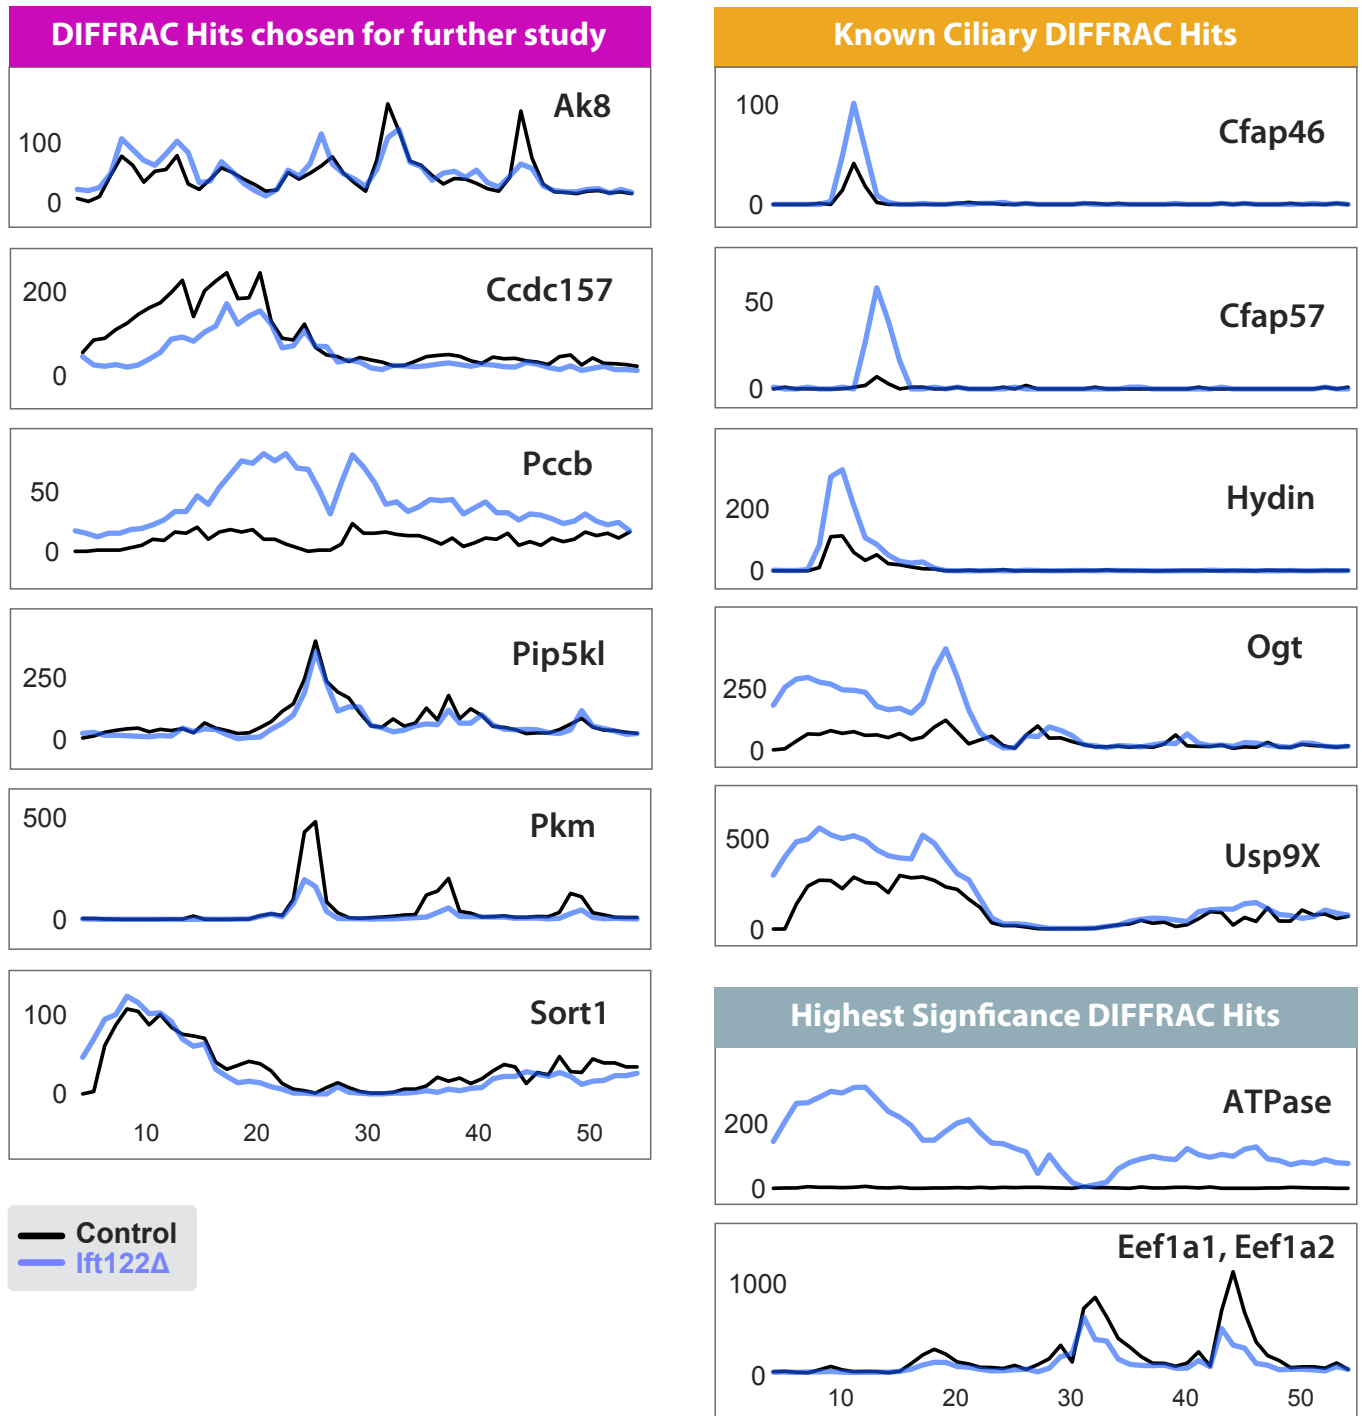 DIFFRAC Hits chosen for further study
Ak8
100
0
Ccdc157
200
0
Pccb
50
0
Pip5kl
250
0
Pkm
500
0
Sort1
100
0
10 20 30 40 50
Control
Ift122Δ
Known Ciliary DIFFRAC Hits
Cfap46
100
0
Cfap57
50
0
Hydin
200
0
Ogt
250
0
Usp9X
500
0
Highest Signficance DIFFRAC Hits
ATPase
200
0
Eef1a1, Eef1a2
1000
0
10 20 30 40 50